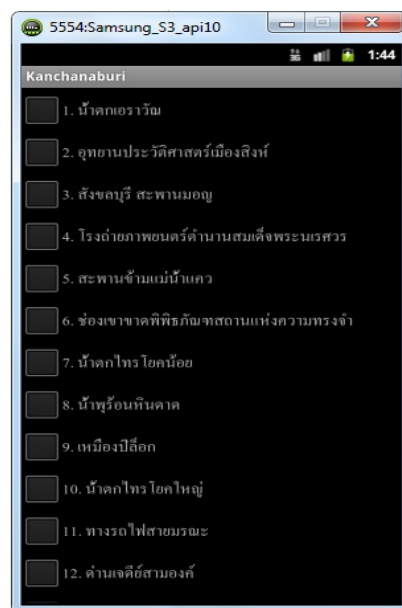 5554:Samsung_S3_api10
3G 1:44
Kanchanaburi
1. น้ำตกเอราวัณ
2. อุทยานประวัติศาสตร์เมืองสิงห์
3. สังขลบุรี สะพานมอญ
4. โรงถ่ายภาพยนตร์ตำนานสมเด็จพระนเรศวร
5. สะพานข้ามแม่น้ำแคว
6. ช่องเขาขาดพิพิธภัณฑสถานแห่งความทรงจำ
7. น้ำตกไทรโยคน้อย
8. น้ำพุร้อนหินดาด
9. เหมืองปิล็อก
10. น้ำตกไทรโยคใหญ่
11. ทางรถไฟสายมรณะ
12. ด่านเจดีย์สามองค์